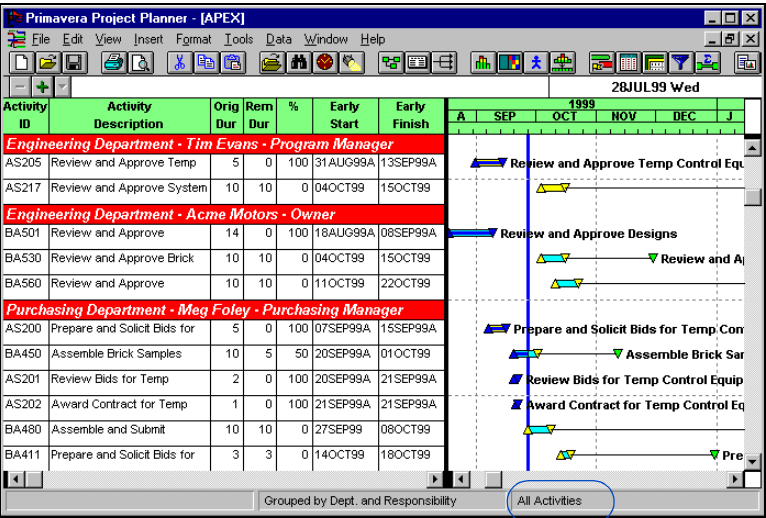 Primavera Project Planner - [APEX]
File Edit View Insert Format Tools Data Window Help
28JUL99 Wed
Activity ID Activity Description Orig Dur Rem Dur % Early Start Early Finish 1999
A SEP OCT NOV DEC J
Engineering Department - Tim Evans - Program Manager
AS205 Review and Approve Temp 5 0 100 31AUG99A 13SEP99A Review and Approve Temp Control Equ
AS217 Review and Approve System 10 10 0 04OCT99 15OCT99
Engineering Department - Acme Motors - Owner
BA501 Review and Approve 14 0 100 18AUG99A 08SEP99A Review and Approve Designs
BA530 Review and Approve Brick 10 10 0 04OCT99 15OCT99 Review and A
BA560 Review and Approve 10 10 0 11OCT99 22OCT99
Purchasing Department - Meg Foley - Purchasing Manager
AS200 Prepare and Solicit Bids for 5 0 100 07SEP99A 15SEP99A Prepare and Solicit Bids for Temp Con
BA450 Assemble Brick Samples 10 5 50 20SEP99A 01OCT99 Assemble Brick Sar
AS201 Review Bids for Temp 2 0 100 20SEP99A 21SEP99A Review Bids for Temp Control Equip
AS202 Award Contract for Temp 1 0 100 21SEP99A 21SEP99A Award Contract for Temp Control Eq
BA480 Assemble and Submit 10 10 0 27SEP99 08OCT99
BA411 Prepare and Solicit Bids for 3 3 0 14OCT99 18OCT99 Pre
Grouped by Dept. and Responsibility All Activities